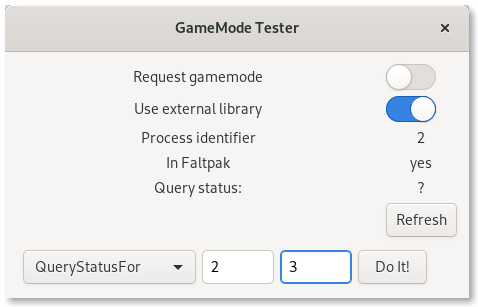 GameMode Tester
Request gamemode
Use external library
Process identifier 2
In Faltpak yes
Query status: ?
Refresh
QueryStatusFor 2 3 Do It!